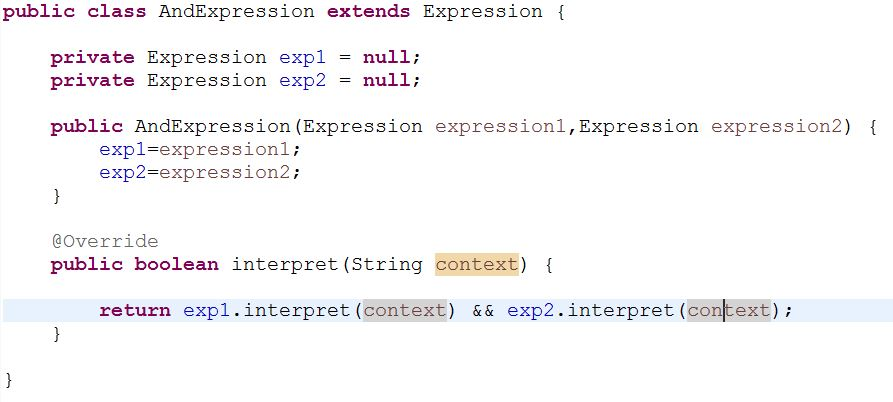 public class AndExpression extends Expression {
private Expression exp1 = null;
private Expression exp2 = null;
public AndExpression(Expression expression1,Expression expression2) {
exp1=expression1;
exp2=expression2;
}
@Override
public boolean interpret(String context) {
return exp1.interpret(context) && exp2.interpret(context);
}
}